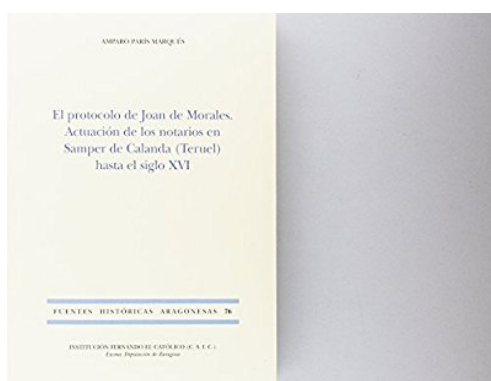 AMPARO PARÍS MARQUÉS
El protocolo de Joan de Morales.
Actuación de los notarios en
Samper de Calanda (Teruel)
hasta el siglo XVI
FUENTES HISTÓRICAS ARAGONESAS 76
INSTITUCIÓN FERNANDO EL CATÓLICO (C. S. I. C.)
Excma. Diputación de Zaragoza